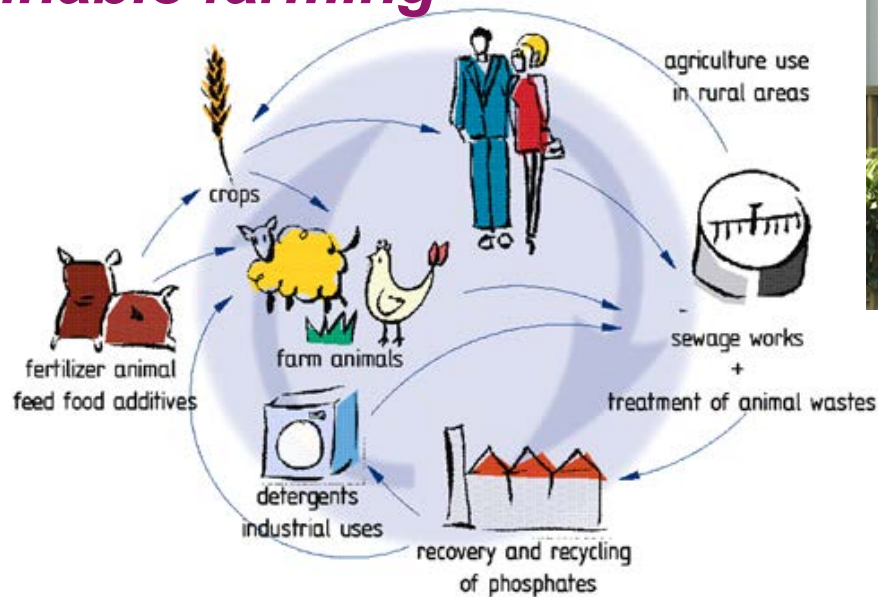 farming
agriculture use
in rural areas
crops
sewage works
+
treatment of animal wastes
farm animals
fertilizer animal
feed food additives
detergents
industrial uses
recovery and recycling
of phosphates